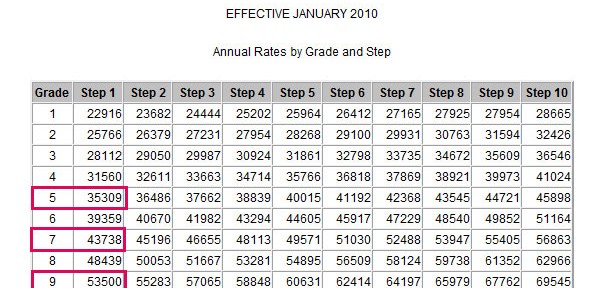 EFFECTIVE JANUARY 2010
Annual Rates by Grade and Step
Grade Step 1 Step 2 Step 3 Step 4 Step 5 Step 6 Step 7 Step 8 Step 9 Step 10
1 22916 23682 24444 25202 25964 26412 27165 27925 27954 28665
2 25766 26379 27231 27954 28268 29100 29931 30763 31594 32426
3 28112 29050 29987 30924 31861 32798 33735 34672 35609 36546
4 31560 32611 33663 34714 35766 36818 37869 38921 39973 41024
5 35309 36486 37662 38839 40015 41192 42368 43545 44721 45898
6 39359 40670 41982 43294 44605 45917 47229 48540 49852 51164
7 43738 45196 46655 48113 49571 51030 52488 53947 55405 56863
8 48439 50053 51667 53281 54895 56509 58124 59738 61352 62966
9 53500 55283 57065 58848 60631 62414 64197 65979 67762 69545